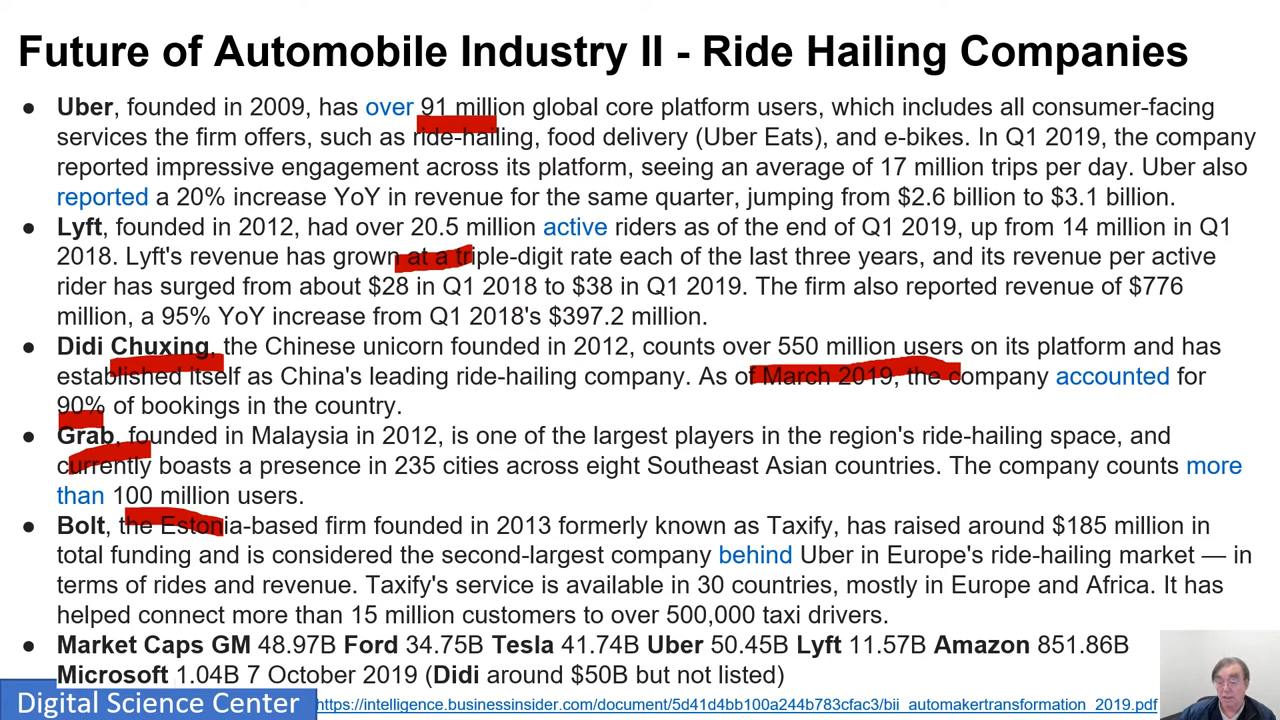 Future of Automobile Industry II - Ride Hailing Companies
● Uber, founded in 2009, has over 91 million global core platform users, which includes all consumer-facing
services the firm offers, such as ride-hailing, food delivery (Uber Eats), and e-bikes. In Q1 2019, the company
reported impressive engagement across its platform, seeing an average of 17 million trips per day. Uber also
reported a 20% increase YoY in revenue for the same quarter, jumping from $2.6 billion to $3.1 billion.
● Lyft, founded in 2012, had over 20.5 million active riders as of the end of Q1 2019, up from 14 million in Q1
2018. Lyft's revenue has grown at a triple-digit rate each of the last three years, and its revenue per active
rider has surged from about $28 in Q1 2018 to $38 in Q1 2019. The firm also reported revenue of $776
million, a 95% YoY increase from Q1 2018's $397.2 million.
● Didi Chuxing, the Chinese unicorn founded in 2012, counts over 550 million users on its platform and has
established itself as China's leading ride-hailing company. As of March 2019, the company accounted for
90% of bookings in the country.
● Grab, founded in Malaysia in 2012, is one of the largest players in the region's ride-hailing space, and
currently boasts a presence in 235 cities across eight Southeast Asian countries. The company counts more
than 100 million users.
● Bolt, the Estonia-based firm founded in 2013 formerly known as Taxify, has raised around $185 million in
total funding and is considered the second-largest company behind Uber in Europe's ride-hailing market — in
terms of rides and revenue. Taxify's service is available in 30 countries, mostly in Europe and Africa. It has
helped connect more than 15 million customers to over 500,000 taxi drivers.
● Market Caps GM 48.97B Ford 34.75B Tesla 41.74B Uber 50.45B Lyft 11.57B Amazon 851.86B
Microsoft 1.04B 7 October 2019 (Didi around $50B but not listed)
Digital Science Center
https://intelligence.businessinsider.com/document/5d41d4bb100a244b783cfac3/bii_automakertransformation_2019.pdf